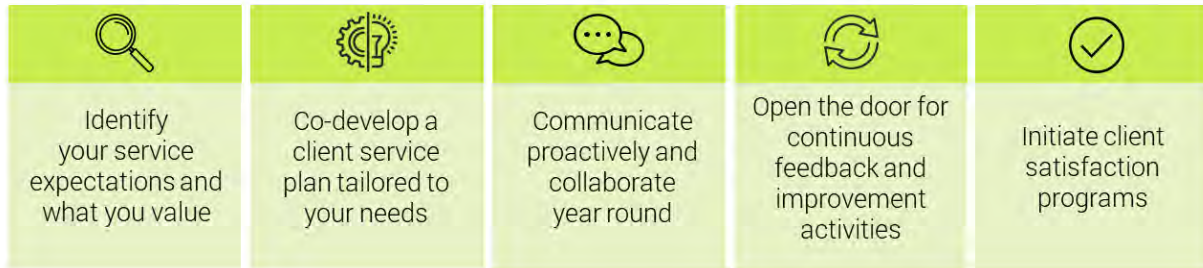 Identify
your service
expectations and
what you value
Co-develop a
client service
plan tailored to
your needs
Communicate
proactively and
collaborate
year round
Open the door for
continuous
feedback and
improvement
activities
Initiate client
satisfaction
programs